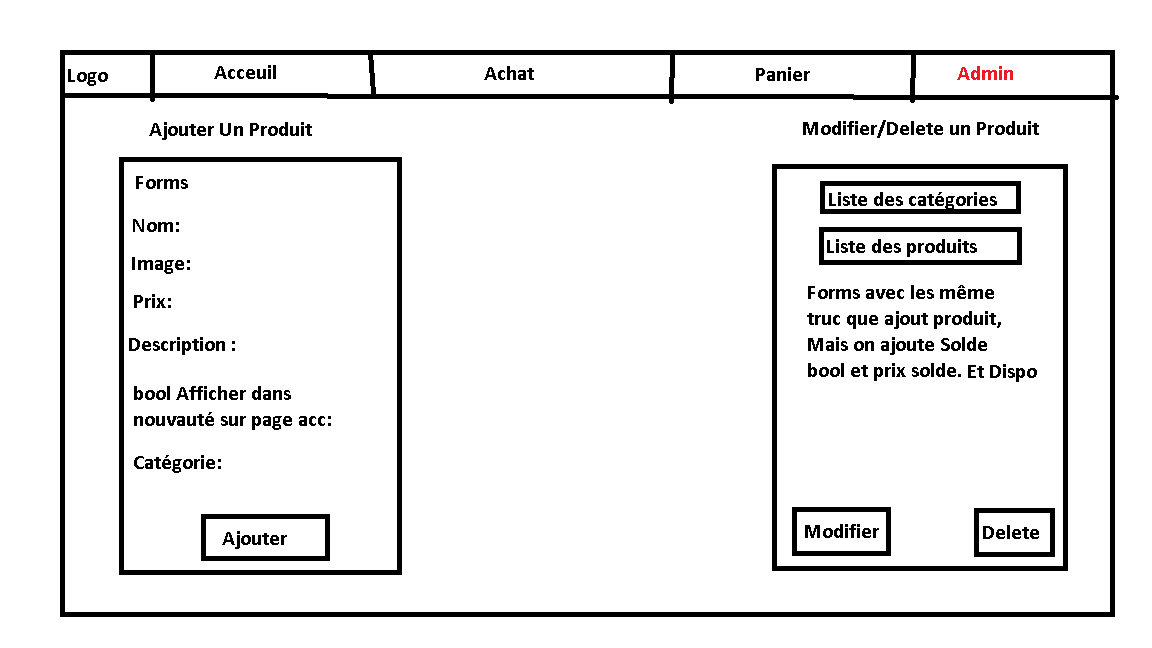 Logo
Acceuil
Achat
Panier
Admin
Ajouter Un Produit
Forms
Nom:
Image:
Prix:
Description :
bool Afficher dans
nouvauté sur page acc:
Catégorie:
Ajouter
Modifier/Delete un Produit
Liste des catégories
Liste des produits
Forms avec les même
truc que ajout produit,
Mais on ajoute Solde
bool et prix solde. Et Dispo
Modifier
Delete